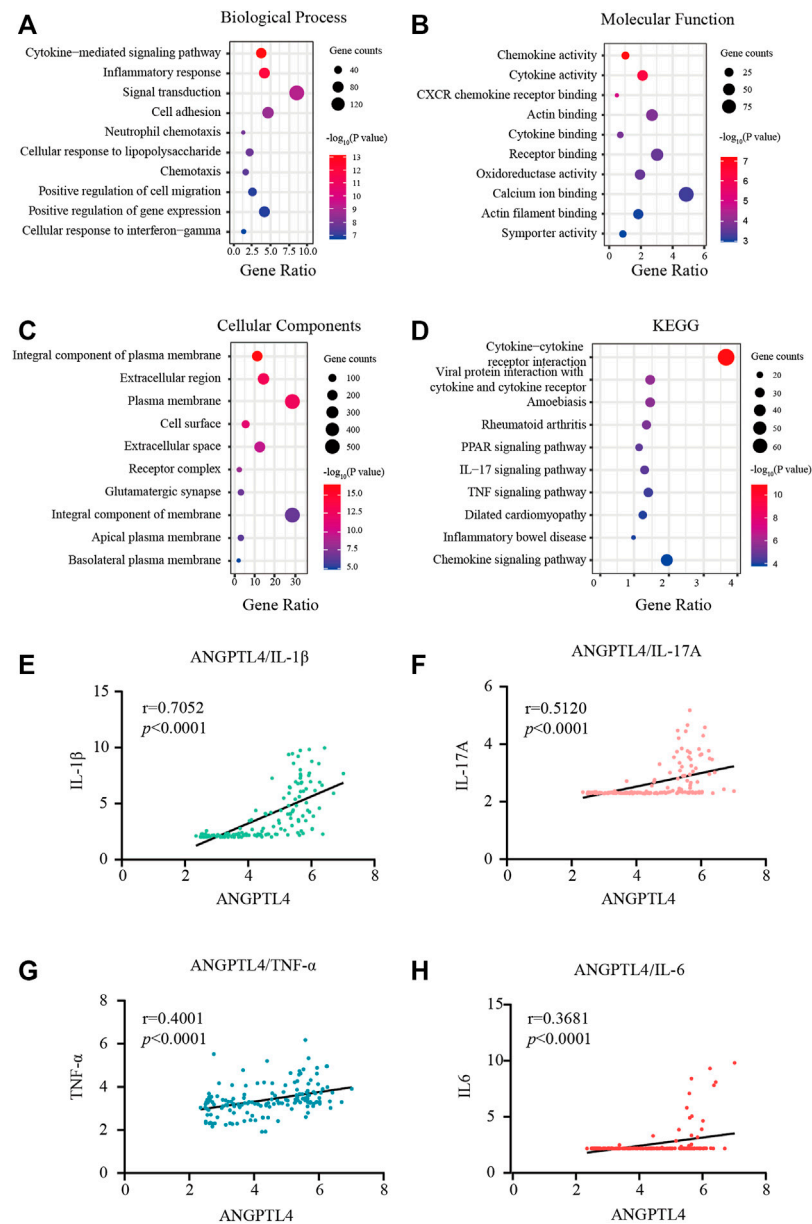 A
Biological Process
Cytokine−mediated signaling pathway
Inflammatory response
Signal transduction
Cell adhesion
Neutrophil chemotaxis
Cellular response to lipopolysaccharide
Chemotaxis
Positive regulation of cell migration
Positive regulation of gene expression
Cellular response to interferon-gamma
0 2.5 5.0 7.5 10.0
Gene Ratio
Gene counts
40
80
120
-log10(P value)
13
12
11
10
9
8
7
B
Molecular Function
Chemokine activity
Cytokine activity
CXCR chemokine receptor binding
Actin binding
Cytokine binding
Receptor binding
Oxidoreductase activity
Calcium ion binding
Actin filament binding
Symporter activity
0 2 4 5 6
Gene Ratio
Gene counts
25
50
75
-log10(P value)
7
6
5
4
3
C
Cellular Components
Integral component of plasma membrane
Extracellular region
Plasma membrane
Cell surface
Extracellular space
Receptor complex
Glutamatergic synapse
Integral component of membrane
Apical plasma membrane
Basolateral plasma membrane
0 10 20 30
Gene Ratio
Gene counts
100
200
300
400
500
-log10(P value)
15.0
12.5
10.0
7.5
5.0
D
KEGG
Cytokine−cytokine
receptor interaction
Viral protein interaction with
cytokine and cytokine receptor
Amoebiasis
Rheumatoid arthritis
PPAR signaling pathway
IL−17 signaling pathway
TNF signaling pathway
Dilated cardiomyopathy
Inflammatory bowel disease
Chemokine signaling pathway
0 1 2 3 4
Gene Ratio
Gene counts
20
30
40
50
60
-log10(P value)
10
9
8
7
6
5
4
E
ANGPTL4/IL-1β
r=0.7052
p<0.0001
IL-1β
15
10
5
0
0 2 4 6 8
ANGPTL4
F
ANGPTL4/IL-17A
r=0.5120
p<0.0001
IL-17A
6
4
2
0
0 2 4 6 8
ANGPTL4
G
ANGPTL4/TNF-α
r=0.4001
p<0.0001
TNF-α
8
6
4
2
0
0 2 4 6 8
ANGPTL4
H
ANGPTL4/IL-6
r=0.3681
p<0.0001
IL6
15
10
5
0
0 2 4 6 8
ANGPTL4